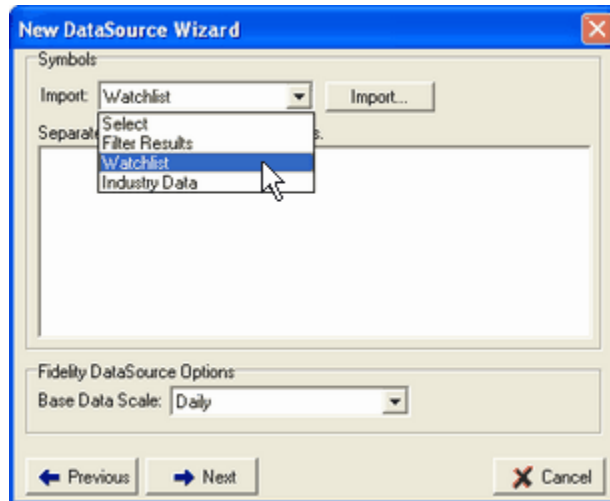 New DataSource Wizard
Symbols
Import: Watchlist Import...
Separate s.
Select
Filter Results
Watchlist
Industry Data
Fidelity DataSource Options
Base Data Scale: Daily
Previous Next Cancel